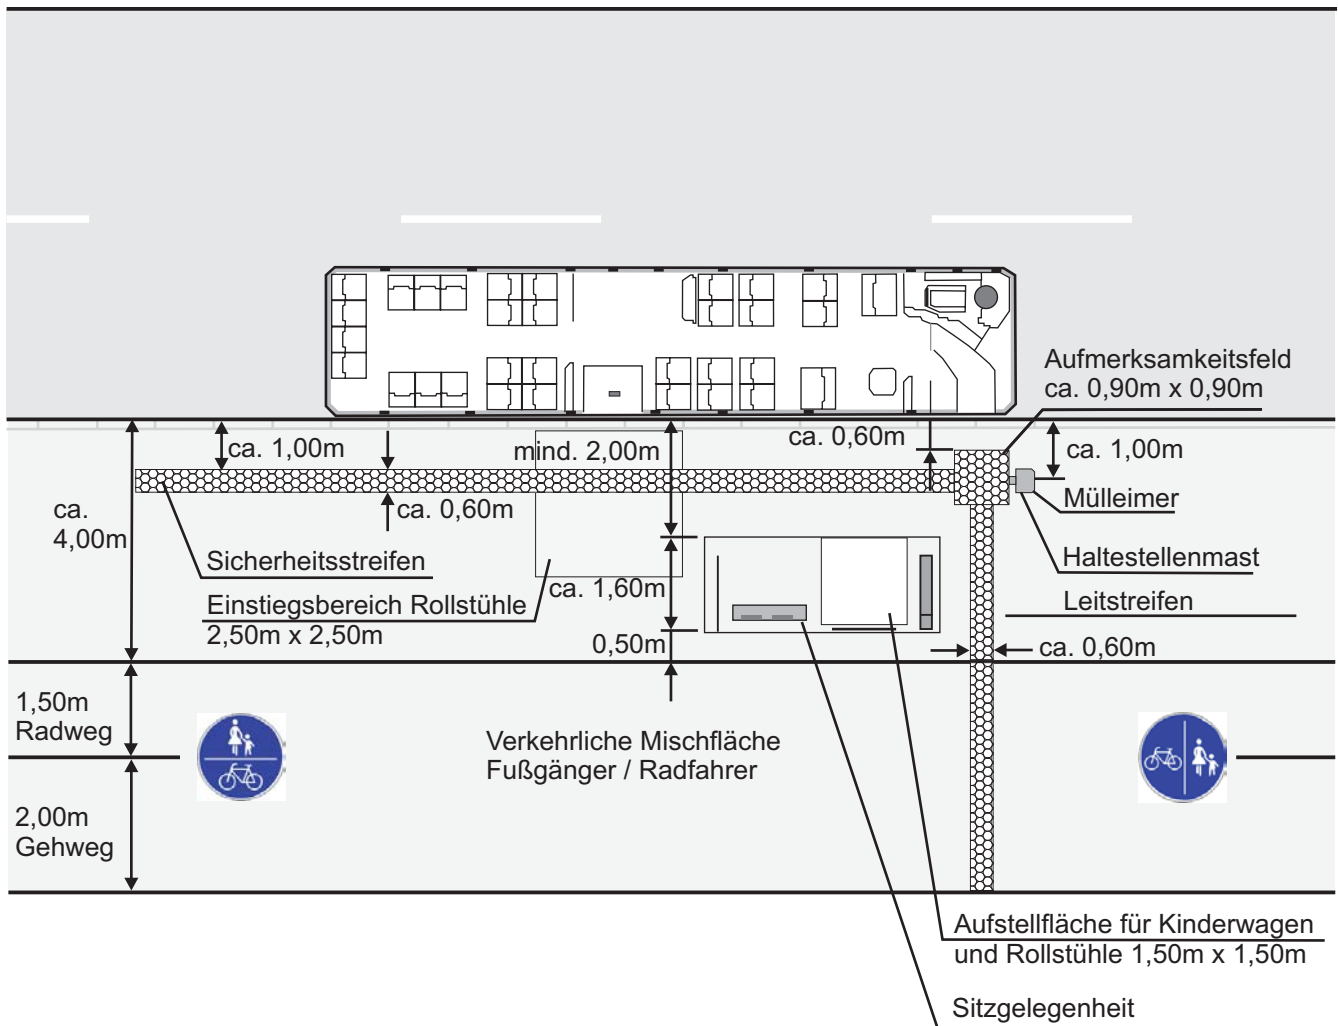 Aufmerksamkeitsfeld
ca. 0,90m x 0,90m
ca. 1,00m
mind. 2,00m
ca. 0,60m
ca. 1,00m
Mülleimer
ca. 0,60m
ca.
4,00m
Sicherheitsstreifen
Haltestellenmast
Einstiegsbereich Rollstühle
2,50m x 2,50m
ca. 1,60m
Leitstreifen
0,50m
ca. 0,60m
1,50m
Radweg
Verkehrliche Mischfläche
Fußgänger / Radfahrer
2,00m
Gehweg
Aufstellfläche für Kinderwagen
und Rollstühle 1,50m x 1,50m
Sitzgelegenheit